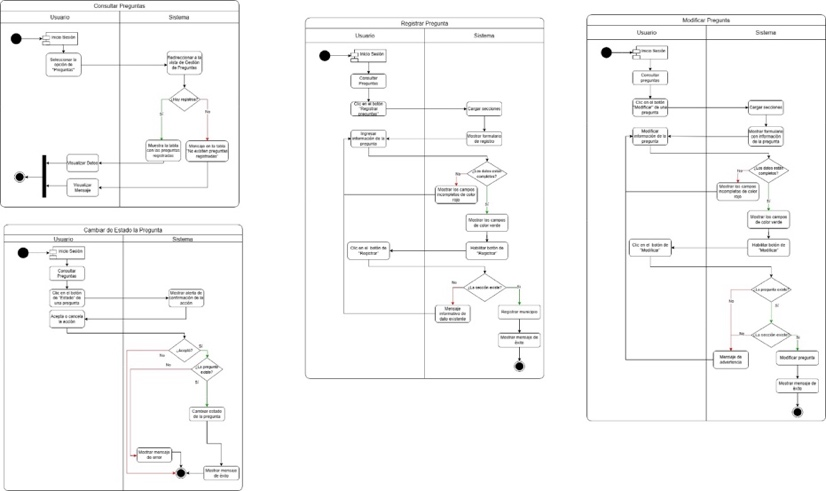 Consultar Preguntas
Usuario
Sistema
Inicio Sesión
Seleccionar la
opción de
"Preguntas"
Redireccionar a la
vista de Gestión
de Preguntas
¿Hay registros?
Si
No
Muestra la tabla
con las preguntas
registradas
Mensaje en la tabla
"No existen preguntas
registradas"
Visualizar Datos
Visualizar
Mensaje
Registrar Pregunta
Usuario
Sistema
Inicio Sesión
Consultar
Preguntas
Clic en el botón
"Registrar
preguntas"
Cargar secciones
Ingresar
información de la
pregunta
Mostrar formulario
de registro
¿Los datos están
completos?
No
Si
Mostrar los campos
incompletos de color
rojo
Mostrar los campos
de color verde
Clic en el botón de
"Registrar"
Habilitar botón de
"Registrar"
¿La sección existe?
No
Si
Mensaje
informativo de
dato existente
Registrar municipio
Mostrar mensaje de
éxito
Modificar Pregunta
Usuario
Sistema
Inicio Sesión
Consultar
preguntas
Clic en el botón
"Modificar" de una
pregunta
Cargar secciones
Modificar
información de la
pregunta
Mostrar formulario
con información de
la pregunta
¿Los datos están
completos?
No
Si
Mostrar los campos
incompletos de color
rojo
Mostrar los campos
de color verde
Clic en el botón de
"Modificar"
Habilitar botón de
"Modificar"
¿La pregunta existe?
No
Si
¿La sección existe?
No
Si
Mensaje de
advertencia
Modificar pregunta
Mostrar mensaje de
éxito
Cambiar de Estado la Pregunta
Usuario
Sistema
Inicio Sesión
Consultar
Preguntas
Clic en el botón
de "Estado" de
una pregunta
Mostrar alerta de
confirmación de la
acción
Acepta o cancela
la acción
¿Aceptó?
No
Si
¿La pregunta
existe?
No
Si
Cambiar estado
de la pregunta
Mostrar mensaje
de error
Mostrar mensaje
de éxito